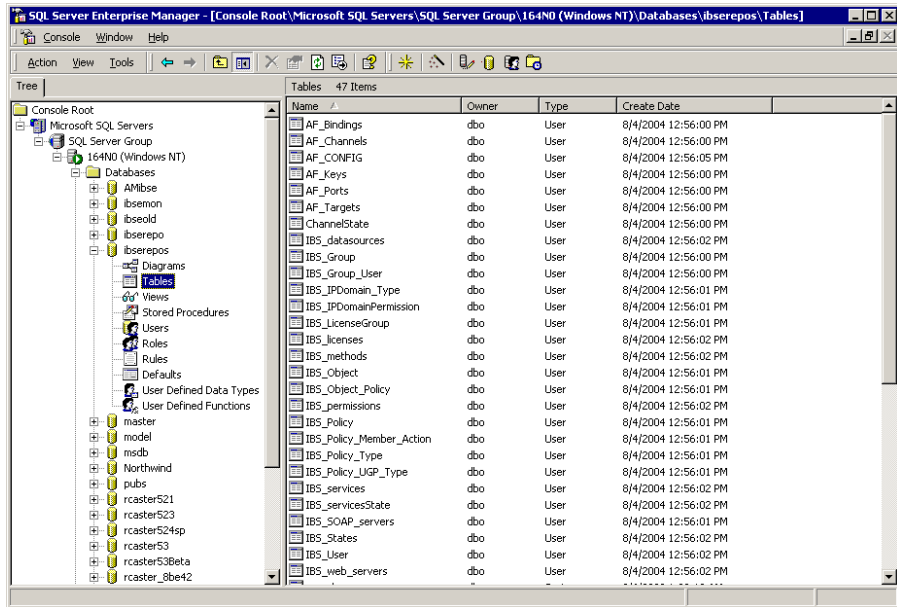 SQL Server Enterprise Manager - [Console Root\Microsoft SQL Servers\SQL Server Group\164N0 (Windows NT)\Databases\ibserepos\Tables]
Console Window Help
Action View Tools
Tree
Tables 47 Items
Console Root
Microsoft SQL Servers
SQL Server Group
164N0 (Windows NT)
Databases
AMibse
ibsemon
ibseold
ibserepo
ibserepos
Diagrams
Tables
Views
Stored Procedures
Users
Roles
Rules
Defaults
User Defined Data Types
User Defined Functions
master
model
msdb
Northwind
pubs
rcaster521
rcaster523
rcaster524sp
rcaster53
rcaster53Beta
rcaster_8be42
Name Owner Type Create Date
AF_Bindings dbo User 8/4/2004 12:56:00 PM
AF_Channels dbo User 8/4/2004 12:56:00 PM
AF_CONFIG dbo User 8/4/2004 12:56:05 PM
AF_Keys dbo User 8/4/2004 12:56:00 PM
AF_Ports dbo User 8/4/2004 12:56:00 PM
AF_Targets dbo User 8/4/2004 12:56:00 PM
ChannelState dbo User 8/4/2004 12:56:00 PM
IBS_datasources dbo User 8/4/2004 12:56:02 PM
IBS_Group dbo User 8/4/2004 12:56:00 PM
IBS_Group_User dbo User 8/4/2004 12:56:00 PM
IBS_IPDomain_Type dbo User 8/4/2004 12:56:01 PM
IBS_IPDomainPermission dbo User 8/4/2004 12:56:01 PM
IBS_LicenseGroup dbo User 8/4/2004 12:56:01 PM
IBS_licenses dbo User 8/4/2004 12:56:02 PM
IBS_methods dbo User 8/4/2004 12:56:02 PM
IBS_Object dbo User 8/4/2004 12:56:01 PM
IBS_Object_Policy dbo User 8/4/2004 12:56:01 PM
IBS_permissions dbo User 8/4/2004 12:56:02 PM
IBS_Policy dbo User 8/4/2004 12:56:01 PM
IBS_Policy_Member_Action dbo User 8/4/2004 12:56:01 PM
IBS_Policy_Type dbo User 8/4/2004 12:56:01 PM
IBS_Policy_UGP_Type dbo User 8/4/2004 12:56:01 PM
IBS_services dbo User 8/4/2004 12:56:02 PM
IBS_servicesState dbo User 8/4/2004 12:56:02 PM
IBS_SOAP_servers dbo User 8/4/2004 12:56:01 PM
IBS_States dbo User 8/4/2004 12:56:02 PM
IBS_User dbo User 8/4/2004 12:56:02 PM
IBS_web_servers dbo User 8/4/2004 12:56:02 PM